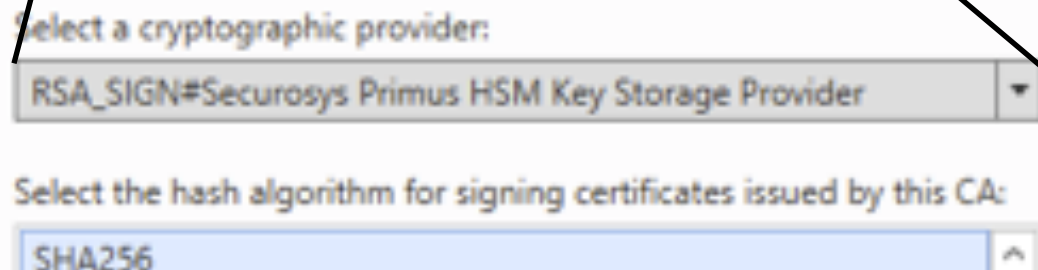 Select a cryptographic provider:
RSA_SIGN#Securosys Primus HSM Key Storage Provider
Select the hash algorithm for signing certificates issued by this CA:
SHA256